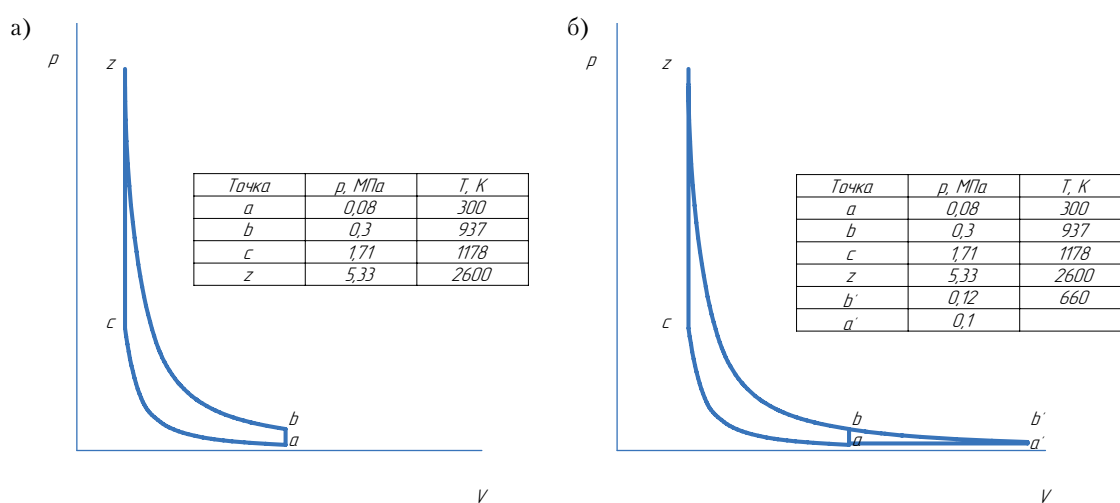 а)
p
z
Точка p, МПа T, K
a 0,08 300
b 0,3 937
c 1,71 1178
z 5,33 2600
c
b
a
V
б)
p
z
Точка p, МПа T, K
a 0,08 300
b 0,3 937
c 1,71 1178
z 5,33 2600
b' 0,12 660
a' 0,1
c
b b'
a a'
V